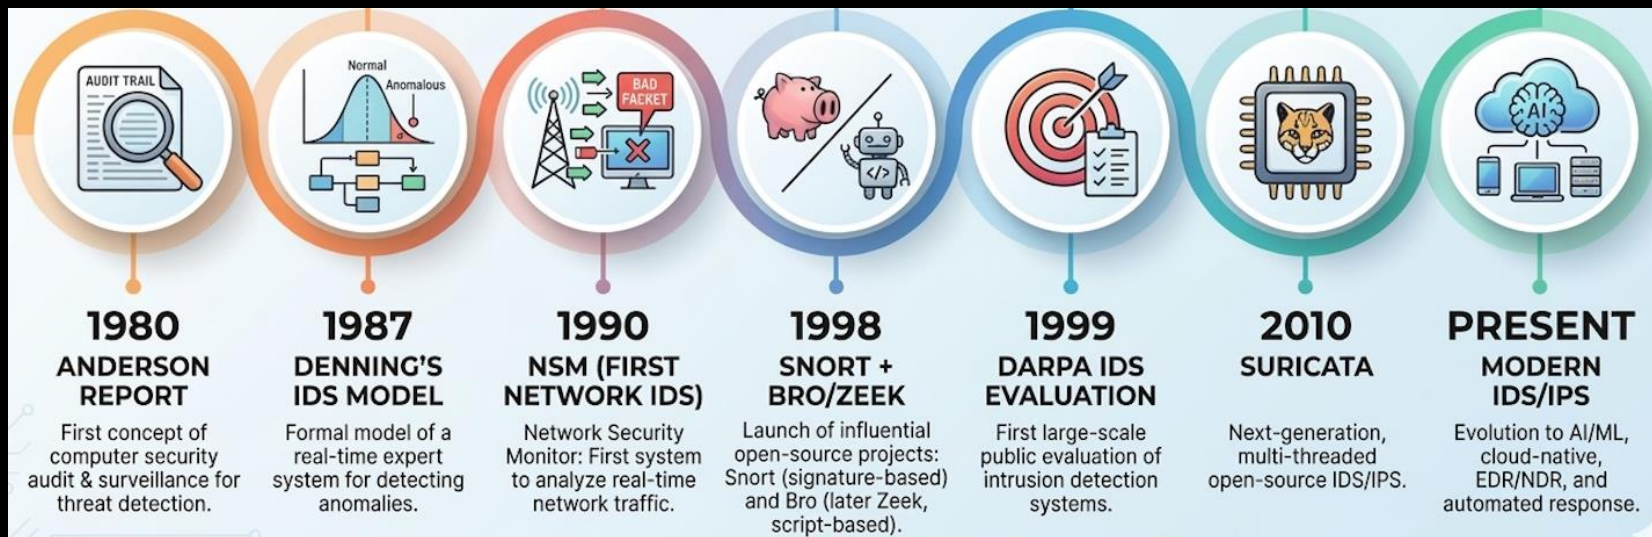 AUDIT TRAIL
Normal
Anomalous
BAD
FACKET
</>
AI
1980
ANDERSON
REPORT
First concept of
computer security
audit & surveillance for
threat detection.
1987
DENNING'S
IDS MODEL
Formal model of a
real-time expert
system for detecting
anomalies.
1990
NSM (FIRST
NETWORK IDS)
Network Security
Monitor: First system
to analyze real-time
network traffic.
1998
SNORT +
BRO/ZEEK
Launch of influential
open-source projects:
Snort (signature-based)
and Bro (later Zeek,
script-based).
1999
DARPA IDS
EVALUATION
First large-scale
public evaluation of
intrusion detection
systems.
2010
SURICATA
Next-generation,
multi-threaded
open-source IDS/IPS.
PRESENT
MODERN
IDS/IPS
Evolution to AI/ML,
cloud-native,
EDR/NDR, and
automated response.